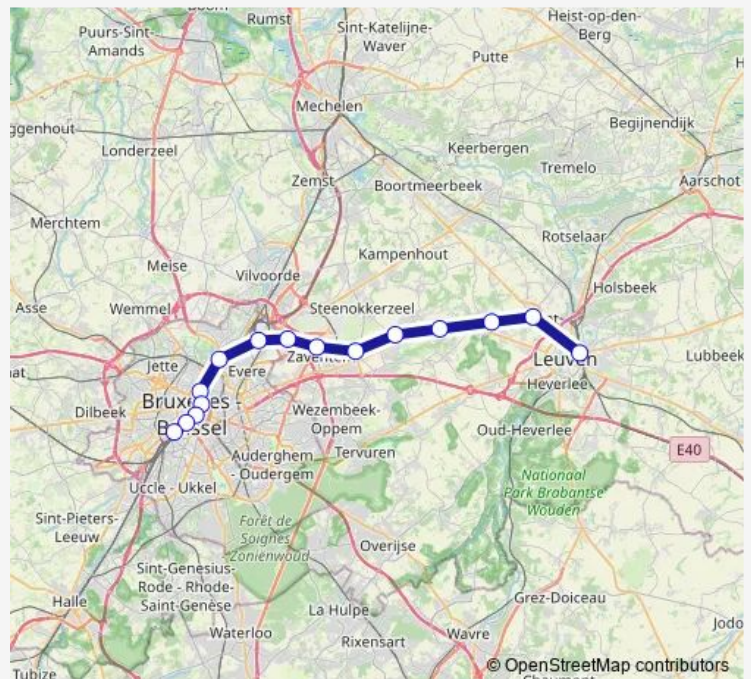 Rumst
Heist-op-den-
Berg
Puurs-Sint-
Amands
Sint-Katelijne-
Waver
Putte
Mechelen
ggenhout
Begijnendijk
Londerzeel
Keerbergen
Tremelo
Zemst
Boortmeerbeek
Aarschot
Merchtem
Rotselaar
Kampenhout
Meise
Vilvoorde
Holsbeek
Asse
Wemmel
Steenokkerzeel
Zaventem
Leuven
Lubbeek
Jette
Evere
Heverlee
Dilbeek
Bruxelles -
Wezembeek-
Oppem
Oud-Heverlee
E40
Auderghem
- Oudergem
Tervuren
Uccle - Ukkel
Nationaal
Park Brabantse
Wouden
Sint-Pieters-
Leeuw
Forêt de
Soignes
Zoniënwoud
Overijse
Sint-Genesius-
Rode - Rhode-
Saint-Genèse
Halle
La Hulpe
Grez-Doiceau
Waterloo
Rixensart
Wavre
Jodo
Tubize
© OpenStreetMap contributors